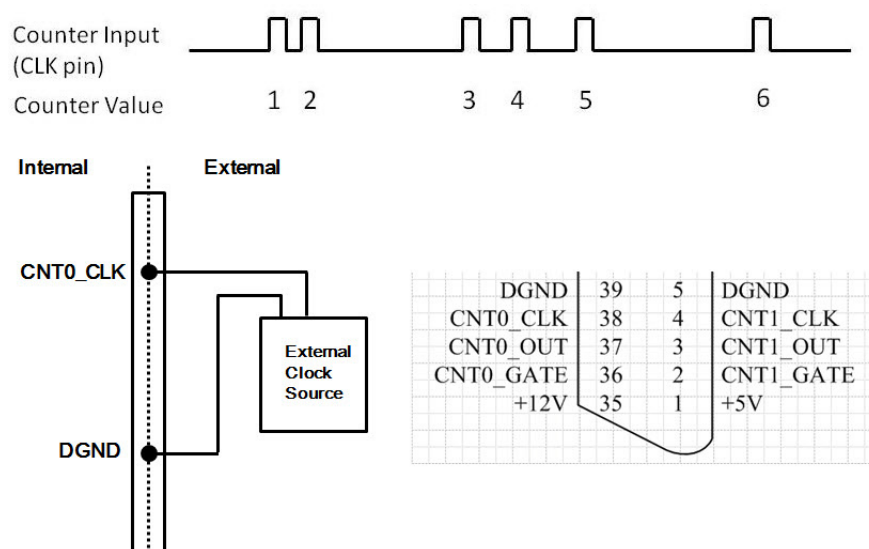 Counter Input
(CLK pin)
Counter Value 1 2 3 4 5 6
Internal External
CNT0_CLK
External
Clock
Source
DGND
DGND 39 5 DGND
CNT0_CLK 38 4 CNT1_CLK
CNT0_OUT 37 3 CNT1_OUT
CNT0_GATE 36 2 CNT1_GATE
+12V 35 1 +5V